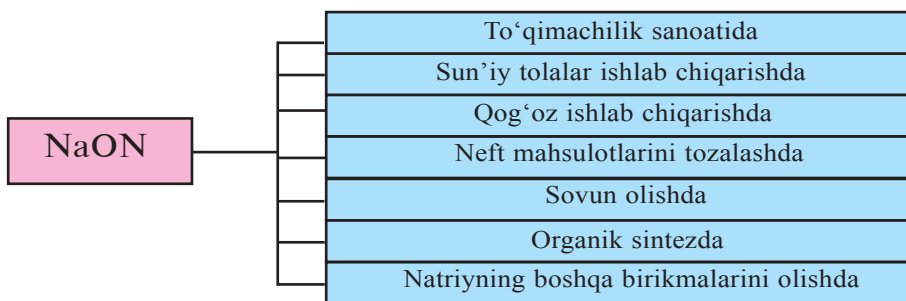 NaON
To‘qimachilik sanoatida
Sun’iy tolalar ishlab chiqarishda
Qog‘oz ishlab chiqarishda
Neft mahsulotlarini tozalashda
Sovun olishda
Organik sintezda
Natriyning boshqa birikmalarini olishda